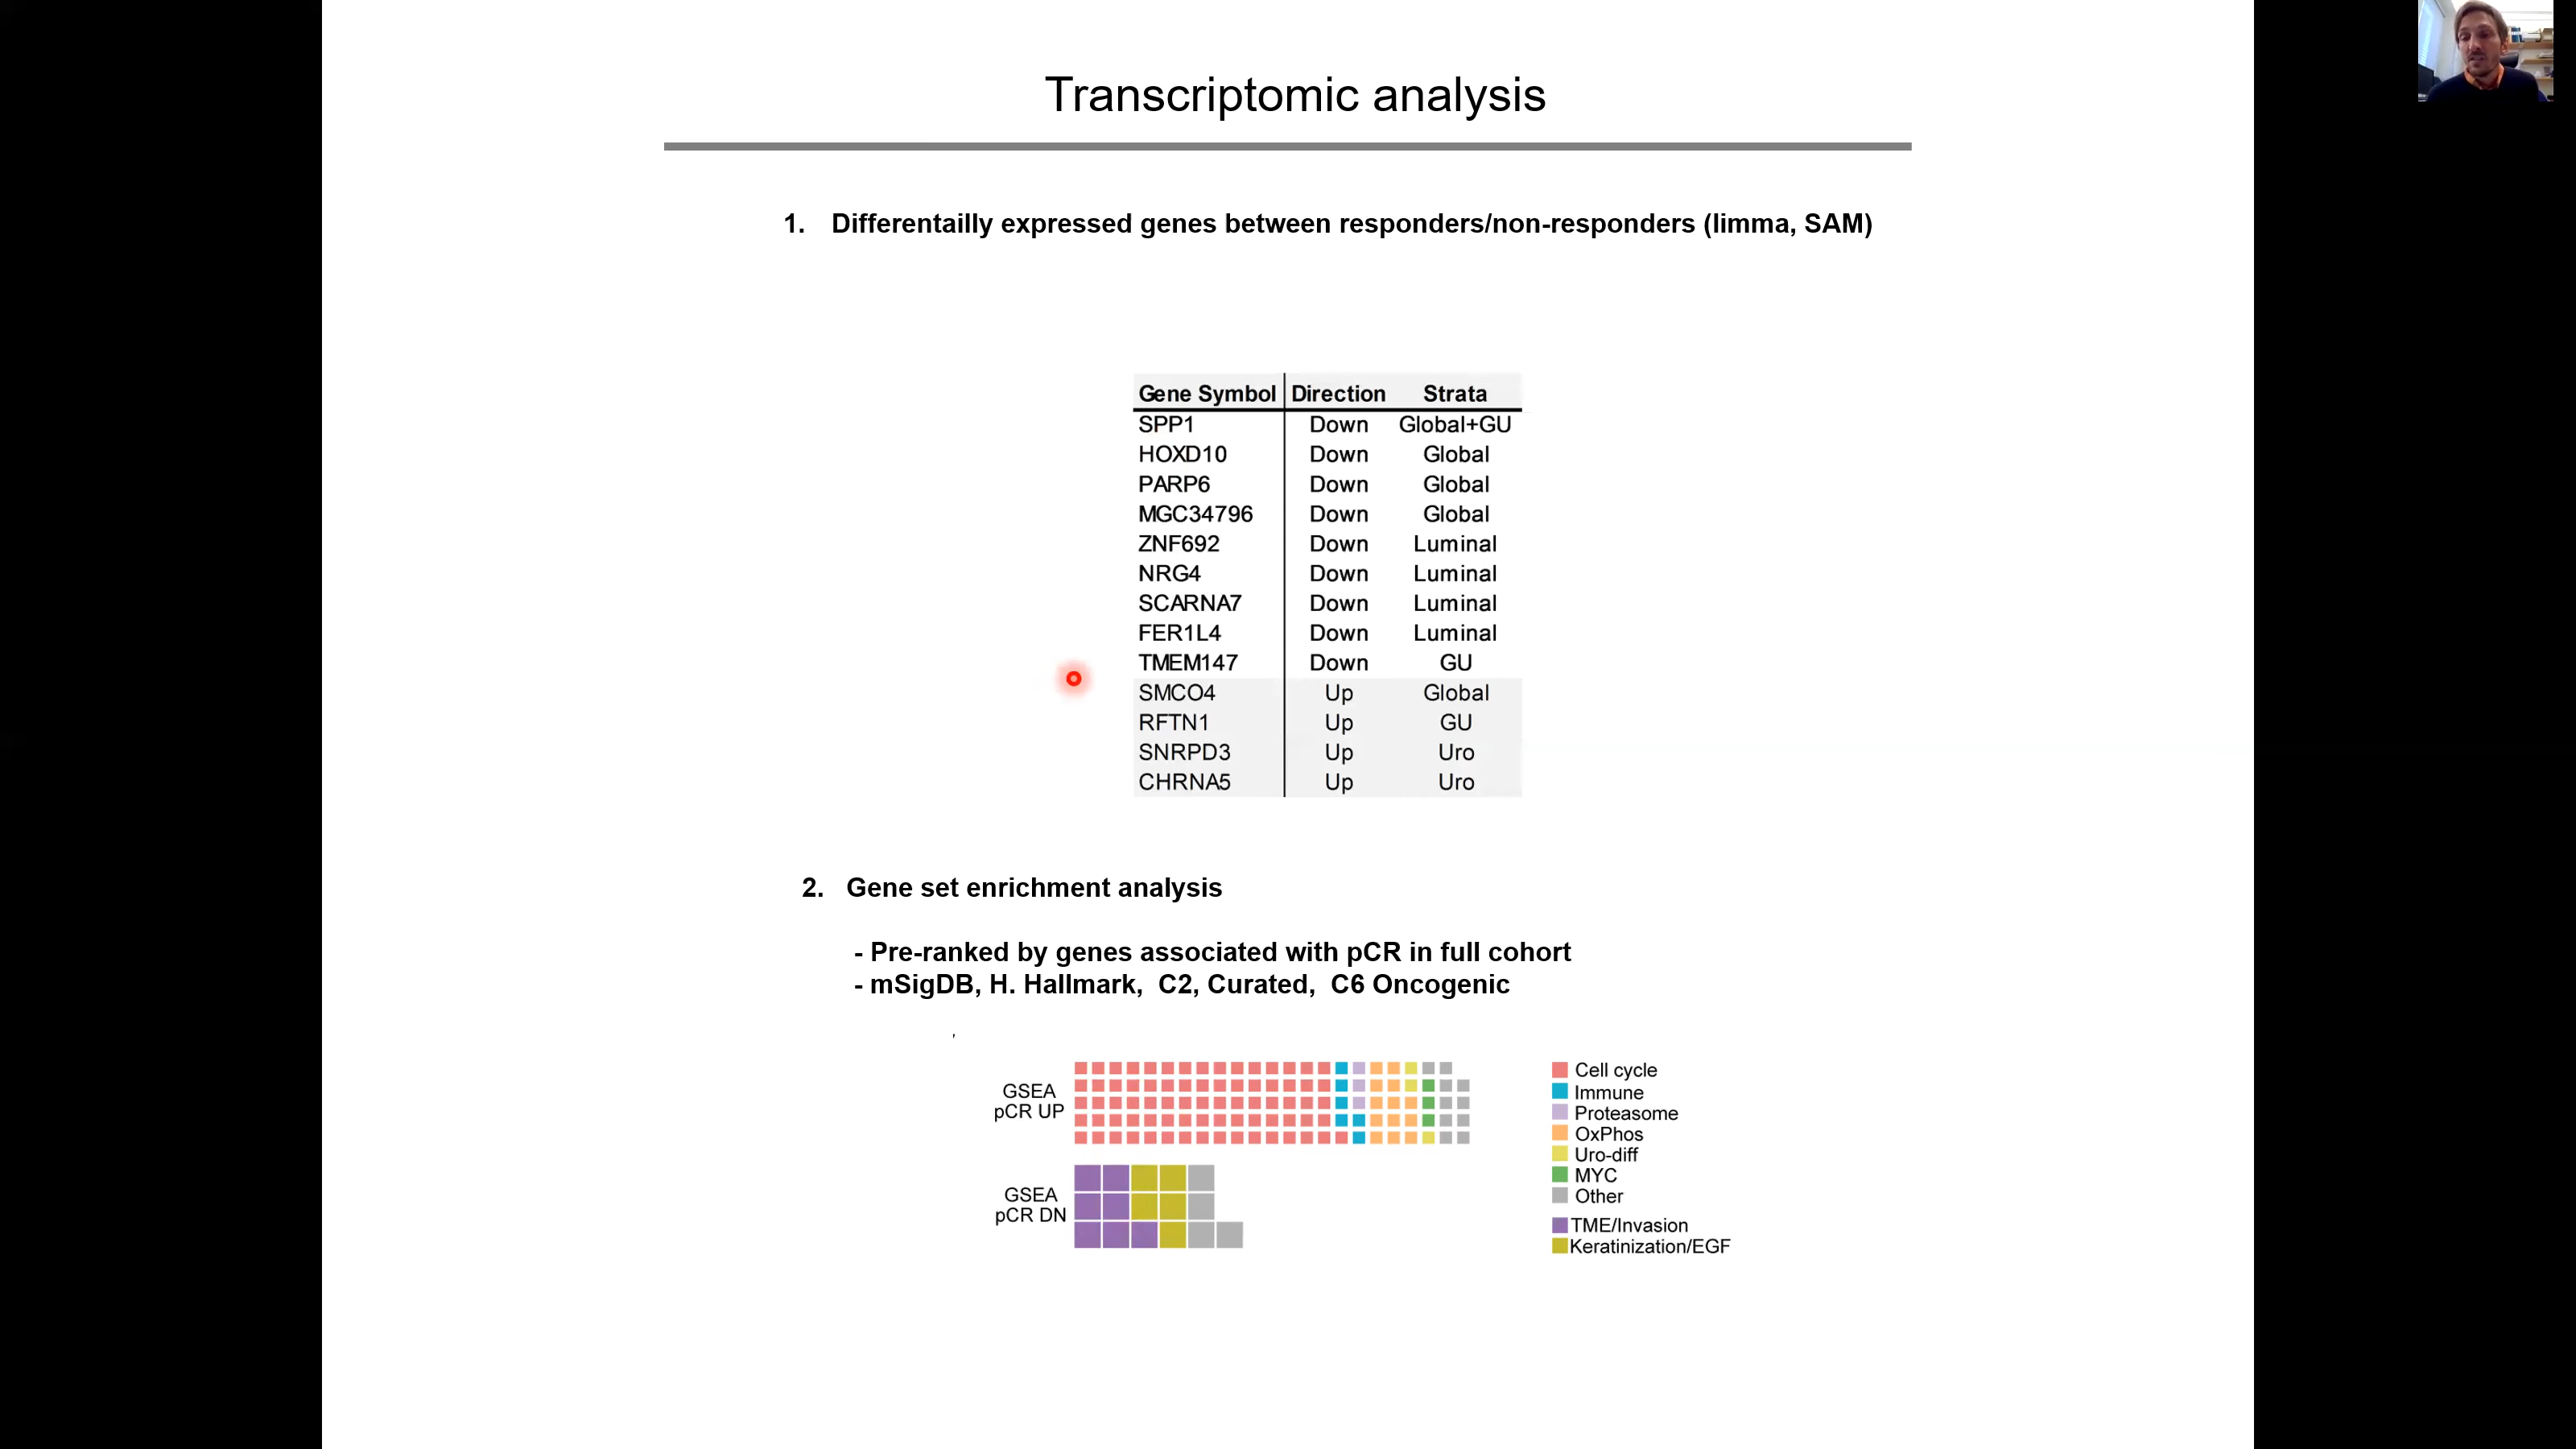 Transcriptomic analysis
1. Differentailly expressed genes between responders/non-responders (limma, SAM)
Gene Symbol Direction Strata
SPP1 Down Global+GU
HOXD10 Down Global
PARP6 Down Global
MGC34796 Down Global
ZNF692 Down Luminal
NRG4 Down Luminal
SCARNA7 Down Luminal
FER1L4 Down Luminal
TMEM147 Down GU
SMCO4 Up Global
RFTN1 Up GU
SNRPD3 Up Uro
CHRNA5 Up Uro
2. Gene set enrichment analysis
- Pre-ranked by genes associated with pCR in full cohort
- mSigDB, H. Hallmark, C2, Curated, C6 Oncogenic
GSEA
pCR UP
GSEA
pCR DN
Cell cycle
Immune
Proteasome
OxPhos
Uro-diff
MYC
Other
TME/Invasion
Keratinization/EGF